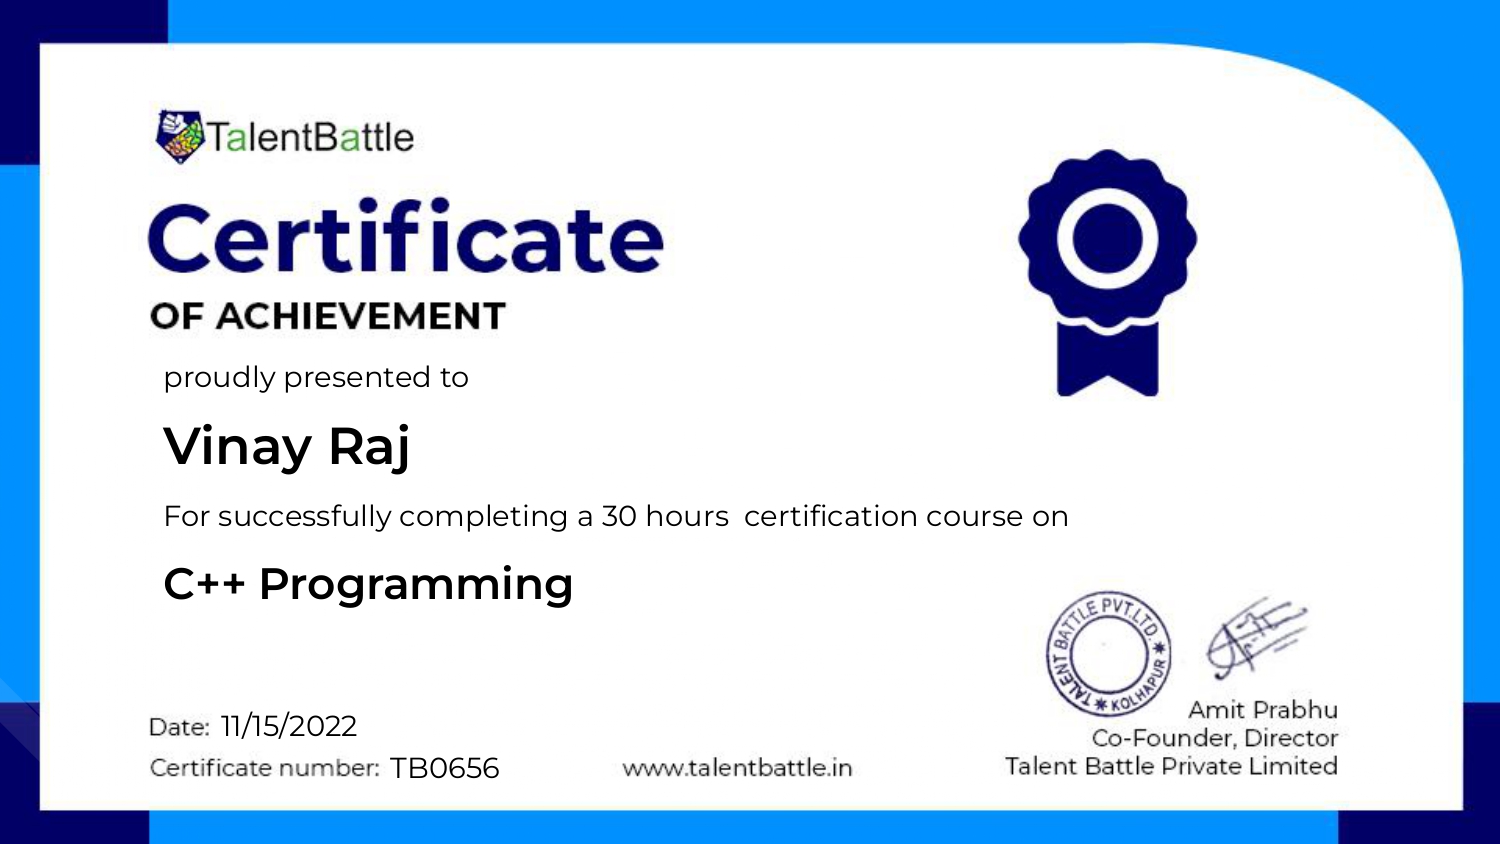 TalentBattle
Certificate
OF ACHIEVEMENT
proudly presented to
Vinay Raj
For successfully completing a 30 hours certification course on
C++ Programming
TALENT BATTLE PVT.LTD. * KOLHAPUR *
Amit Prabhu
Co-Founder, Director
Talent Battle Private Limited
Date: 11/15/2022
Certificate number: TB0656
www.talentbattle.in